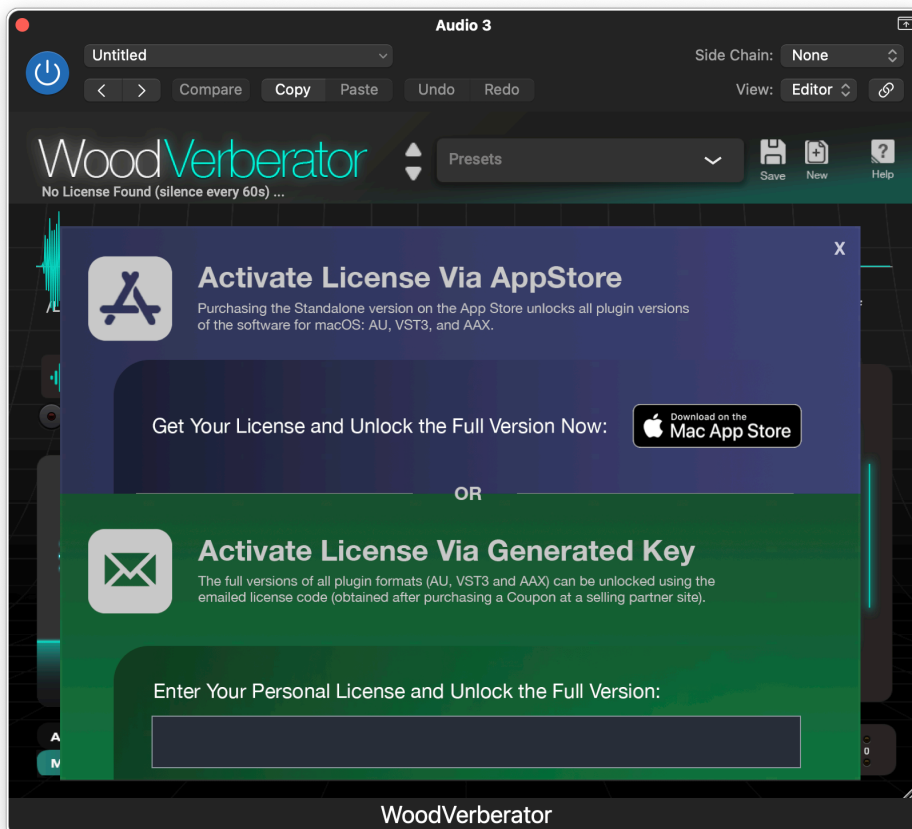 Audio 3
Untitled
Side Chain: None
Compare Copy Paste Undo Redo
View: Editor
WoodVerberator
Presets
Save New Help
No License Found (silence every 60s) ...
X
Activate License Via AppStore
Purchasing the Standalone version on the App Store unlocks all plugin versions
of the software for macOS: AU, VST3, and AAX.
Get Your License and Unlock the Full Version Now:
Download on the
Mac App Store
OR
Activate License Via Generated Key
The full versions of all plugin formats (AU, VST3 and AAX) can be unlocked using the
emailed license code (obtained after purchasing a Coupon at a selling partner site).
Enter Your Personal License and Unlock the Full Version:
A
M
0
WoodVerberator